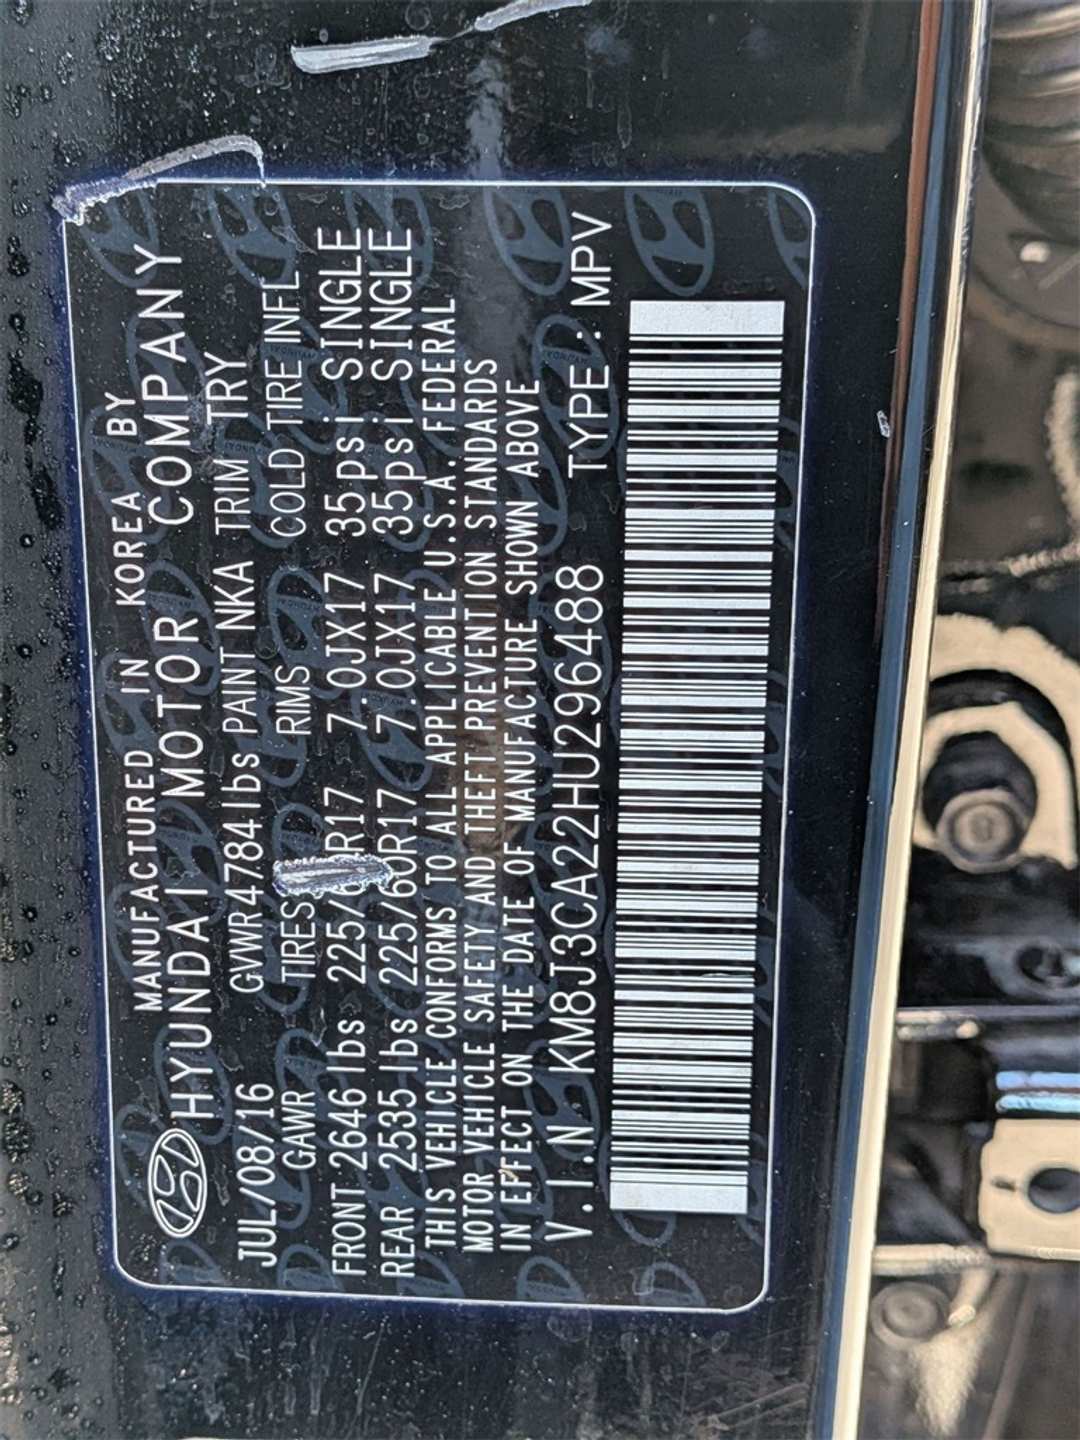 MANUFACTURED IN KOREA BY
HYUNDAI MOTOR COMPANY
JUL/08/16 GVWR 4784lbs PAINT NKA TRIM TRY
GAWR TIRES RIMS COLD TIRE INFL
FRONT 2646 lbs 225/ R17 7.0JX17 35psi SINGLE
REAR 2535 lbs 225/60R17 7.0JX17 35psi SINGLE
THIS VEHICLE CONFORMS TO ALL APPLICABLE U.S.A. FEDERAL
MOTOR VEHICLE SAFETY AND THEFT PREVENTION STANDARDS
IN EFFECT ON THE DATE OF MANUFACTURE SHOWN ABOVE
V.I.N:KM8J3CA22HU296488 TYPE:MPV